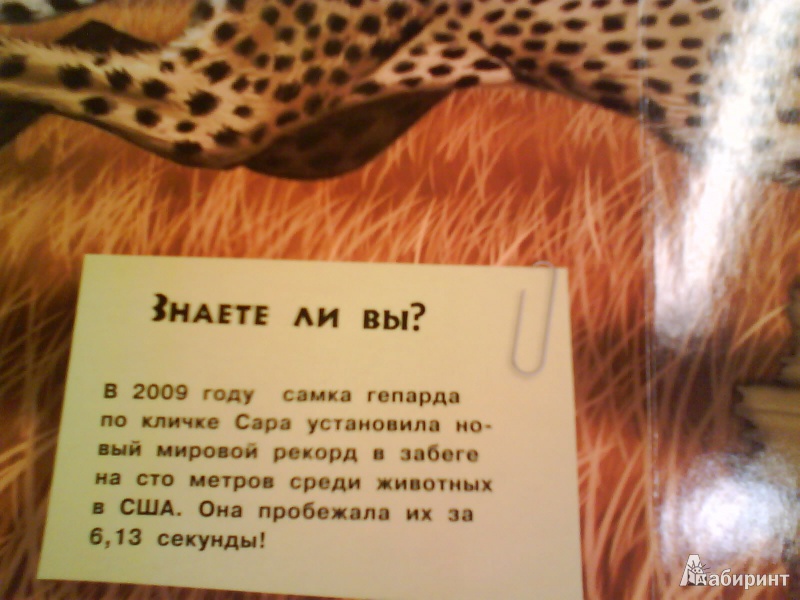 Знаете ли вы?
В 2009 году самка гепарда
по кличке Сара установила но-
вый мировой рекорд в забеге
на сто метров среди животных
в США. Она пробежала их за
6,13 секунды!
Лабиринт